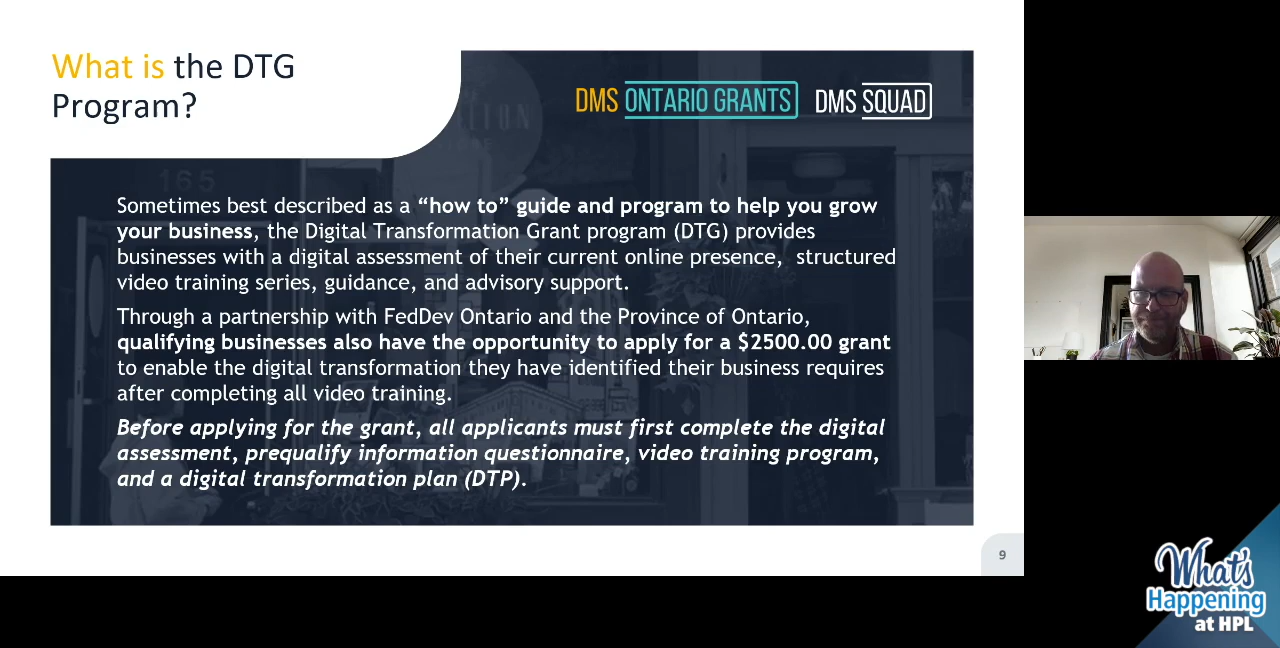 What is the DTG
Program?
DMS ONTARIO GRANTS DMS SQUAD
165
Sometimes best described as a “how to” guide and program to help you grow
your business, the Digital Transformation Grant program (DTG) provides
businesses with a digital assessment of their current online presence, structured
video training series, guidance, and advisory support.
Through a partnership with FedDev Ontario and the Province of Ontario,
qualifying businesses also have the opportunity to apply for a $2500.00 grant
to enable the digital transformation they have identified their business requires
after completing all video training.
Before applying for the grant, all applicants must first complete the digital
assessment, prequalify information questionnaire, video training program,
and a digital transformation plan (DTP).
9
What's
Happening
at HPL